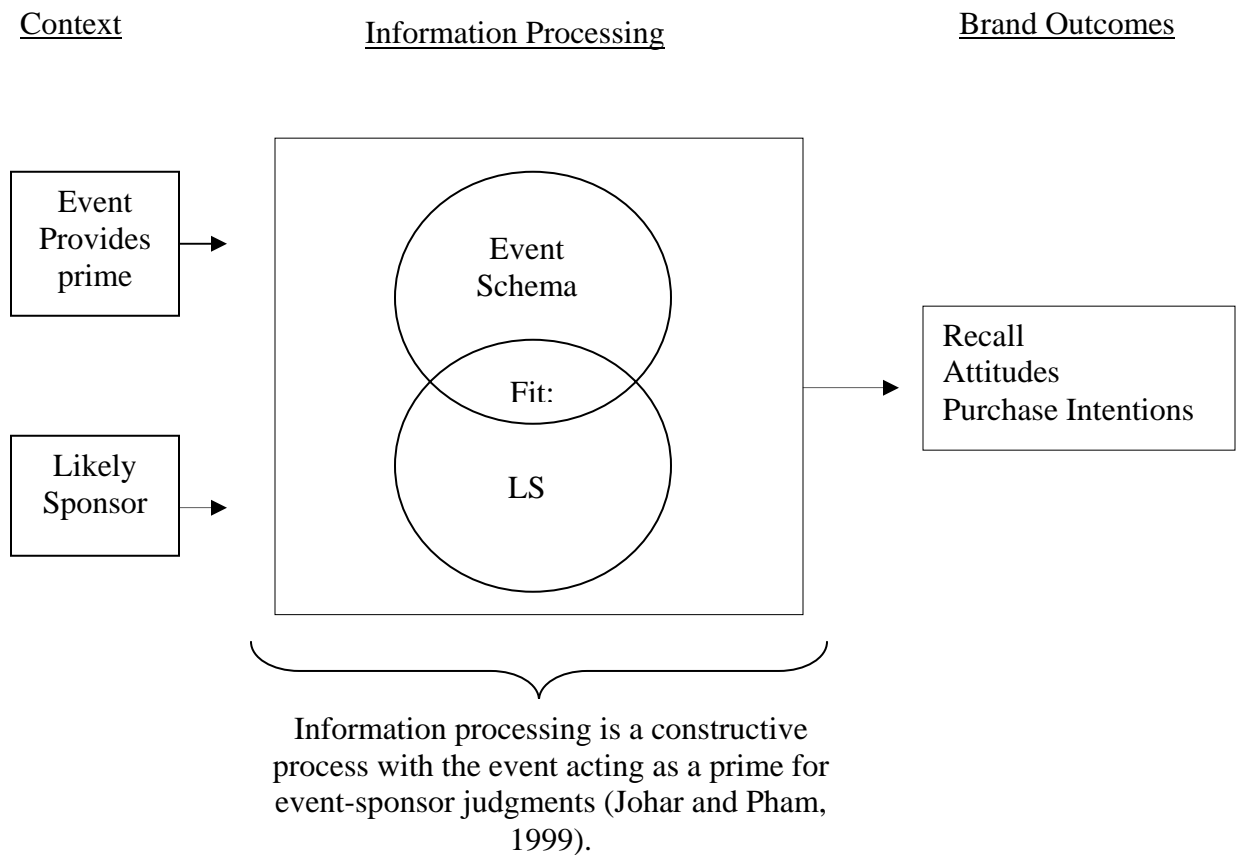 Context
Information Processing
Brand Outcomes
Event
Provides
prime
Likely
Sponsor
Event
Schema
Fit:
LS
Recall
Attitudes
Purchase Intentions
Information processing is a constructive
process with the event acting as a prime for
event-sponsor judgments (Johar and Pham,
1999).